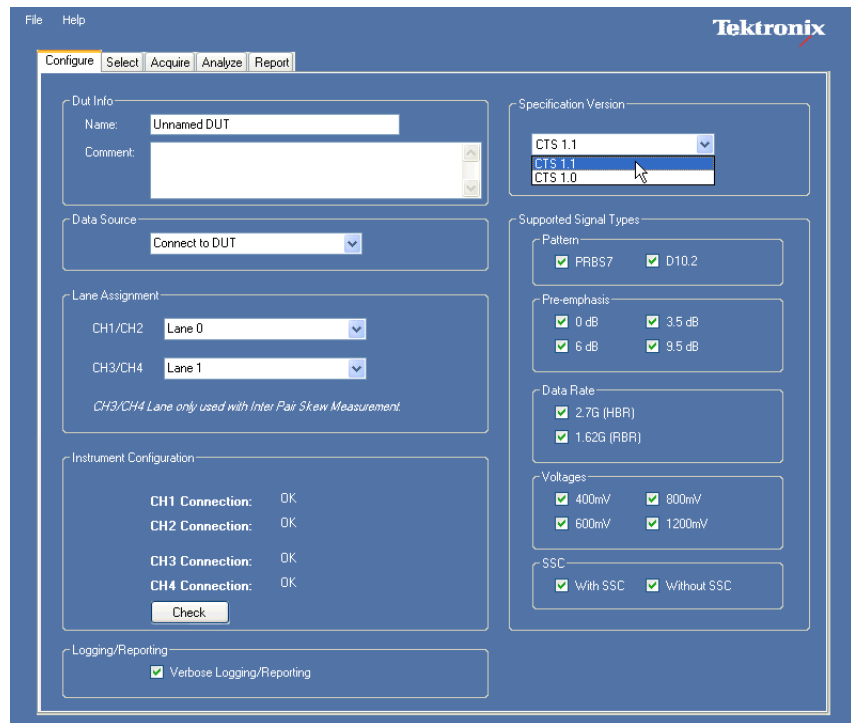 File Help
Tektronix
Configure Select Acquire Analyze Report
Dut Info
Name: Unnamed DUT
Comment:
Data Source
Connect to DUT
Lane Assignment
CH1/CH2 Lane 0
CH3/CH4 Lane 1
CH3/CH4 Lane only used with Inter Pair Skew Measurement.
Instrument Configuration
CH1 Connection: OK
CH2 Connection: OK
CH3 Connection: OK
CH4 Connection: OK
Check
Logging/Reporting
Verbose Logging/Reporting
Specification Version
CTS 1.1
CTS 1.1
CTS 1.0
Supported Signal Types
Pattern
PRBS7 D10.2
Pre-emphasis
0 dB 3.5 dB
6 dB 9.5 dB
Data Rate
2.7G (HBR)
1.62G (RBR)
Voltages
400mV 800mV
600mV 1200mV
SSC
With SSC Without SSC